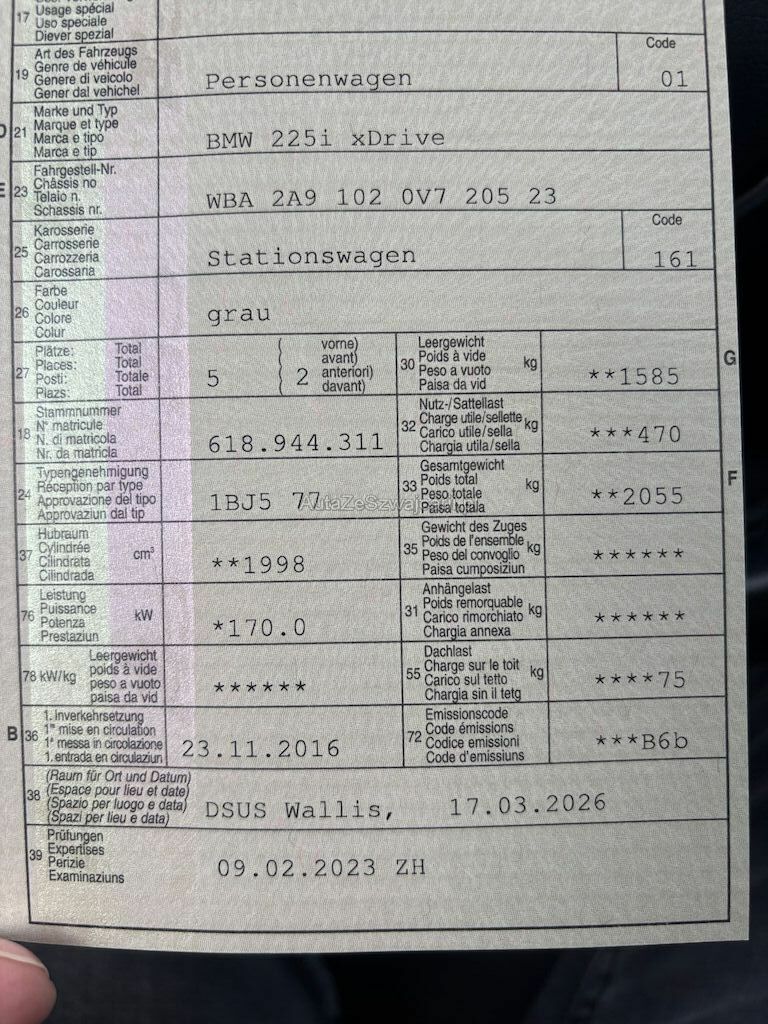 17 Usage spécial
Uso speciale
Diever spezial
19 Art des Fahrzeugs
Genre de véhicule
Genere di veicolo
Gener dal vehichel
Personenwagen
Code
01
21 Marke und Typ
Marque et type
Marca e tipo
Marca e tip
BMW 225i xDrive
E
23 Fahrgestell-Nr.
Châssis no
Telaio n.
Schassis nr.
WBA 2A9 102 0V7 205 23
25 Karosserie
Carrosserie
Carrozzeria
Carossaria
Stationswagen
Code
161
26 Farbe
Couleur
Colore
Colur
grau
27 Plätze: Total
Places: Total
Posti: Totale
Plazs: Total
5
( 2
vorne)
avant)
anteriori)
davant)
30 Leergewicht
Poids à vide
Peso a vuoto
Paisa da vid
kg
**1585
G
18 Stammnummer
N° matricule
N. di matricola
Nr. da matricla
618.944.311
32 Nutz-/Sattellast
Charge utile/sellette
Carico utile/sella
Chargia utila/sella
kg
***470
24 Typengenehmigung
Réception par type
Approvazione del tipo
Approvaziun dal tip
1BJ5 77
33 Gesamtgewicht
Poids total
Peso totale
Paisa totala
kg
**2055
F
37 Hubraum
Cylindrée
Cilindrata
Cilindrada
cm³
**1998
35 Gewicht des Zuges
Poids de l'ensemble
Peso del convoglio
Paisa cumposiziun
kg
******
76 Leistung
Puissance
Potenza
Prestaziun
kW
*170.0
31 Anhängelast
Poids remorquable
Carico rimorchiato
Chargia annexa
kg
******
78 kW/kg
Leergewicht
poids à vide
peso a vuoto
paisa da vid
******
55 Dachlast
Charge sur le toit
Carico sul tetto
Chargia sin il tetg
kg
****75
B
36 1. Inverkehrsetzung
1re mise en circulation
1a messa in circolazione
1. entrada en circulaziun
23.11.2016
72 Emissionscode
Code émissions
Codice emissioni
Code d'emissiuns
***B6b
38 (Raum für Ort und Datum)
(Espace pour lieu et date)
(Spazio per luogo e data)
(Spazi per lieu e data)
DSUS Wallis, 17.03.2026
39 Prüfungen
Expertises
Perizie
Examinaziuns
09.02.2023 ZH